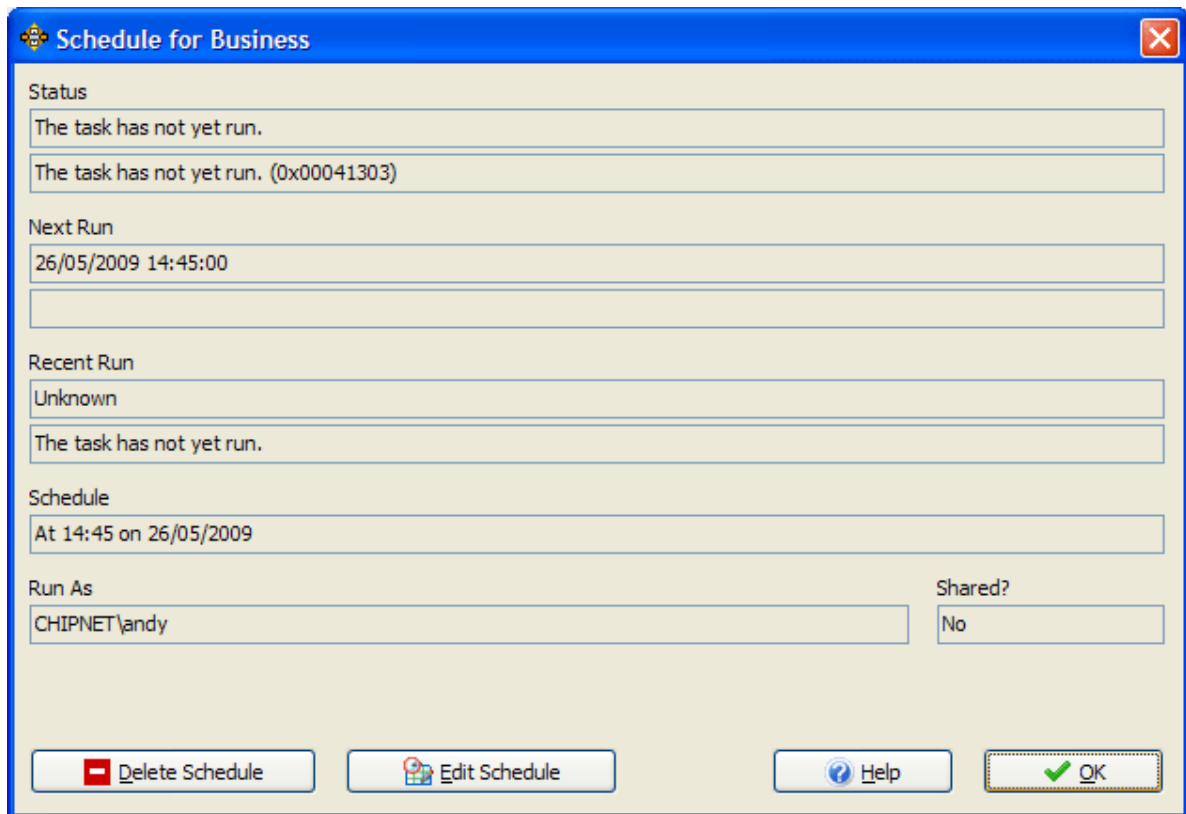 Schedule for Business
Status
The task has not yet run.
The task has not yet run. (0x00041303)
Next Run
26/05/2009 14:45:00
Recent Run
Unknown
The task has not yet run.
Schedule
At 14:45 on 26/05/2009
Run As
Shared?
CHIPNET\andy
No
Delete Schedule
Edit Schedule
Help
OK